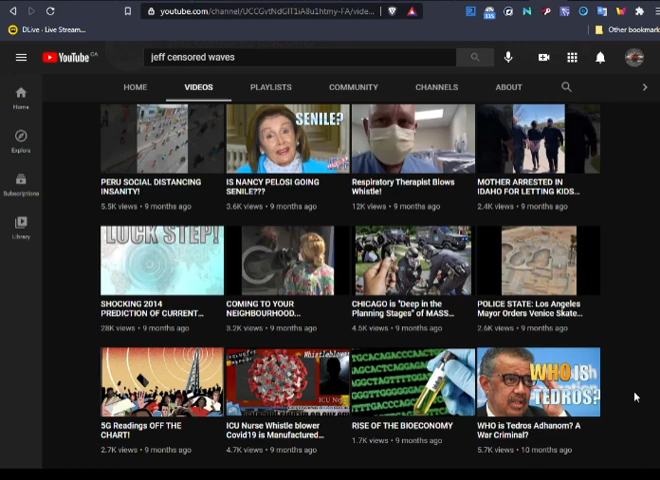 youtube.com/channel/UCCGvtNdGIT1iA8u1htmy-FA/vide...
DLive - Live Stream...
Other bookmark
YouTube CA
jeff censored waves
HOME VIDEOS PLAYLISTS COMMUNITY CHANNELS ABOUT
Home
Explore
Subscriptions
Library
SENILE?
PERU SOCIAL DISTANCING INSANITY!
5.5K views • 9 months ago
IS NANCY PELOSI GOING SENILE???
3.6K views • 9 months ago
Respiratory Therapist Blows Whistle!
12K views • 9 months ago
MOTHER ARRESTED IN IDAHO FOR LETTING KIDS...
2.4K views • 9 months ago
LOCK STEP!
SHOCKING 2014 PREDICTION OF CURRENT...
28K views • 9 months ago
COMING TO YOUR NEIGHBOURHOOD...
3.2K views • 9 months ago
CHICAGO is "Deep in the Planning Stages" of MASS...
4.5K views • 9 months ago
POLICE STATE: Los Angeles Mayor Orders Venice Skate...
2.6K views • 9 months ago
Whistleblower
ICU Nu
WHO IS
TEDROS?
5G Readings OFF THE CHART!
2.7K views • 9 months ago
ICU Nurse Whistle blower Covid19 is Manufactured...
4.7K views • 9 months ago
RISE OF THE BIOECONOMY
1.7K views • 9 months ago
WHO is Tedros Adhanom? A War Criminal?
5.7K views • 10 months ago